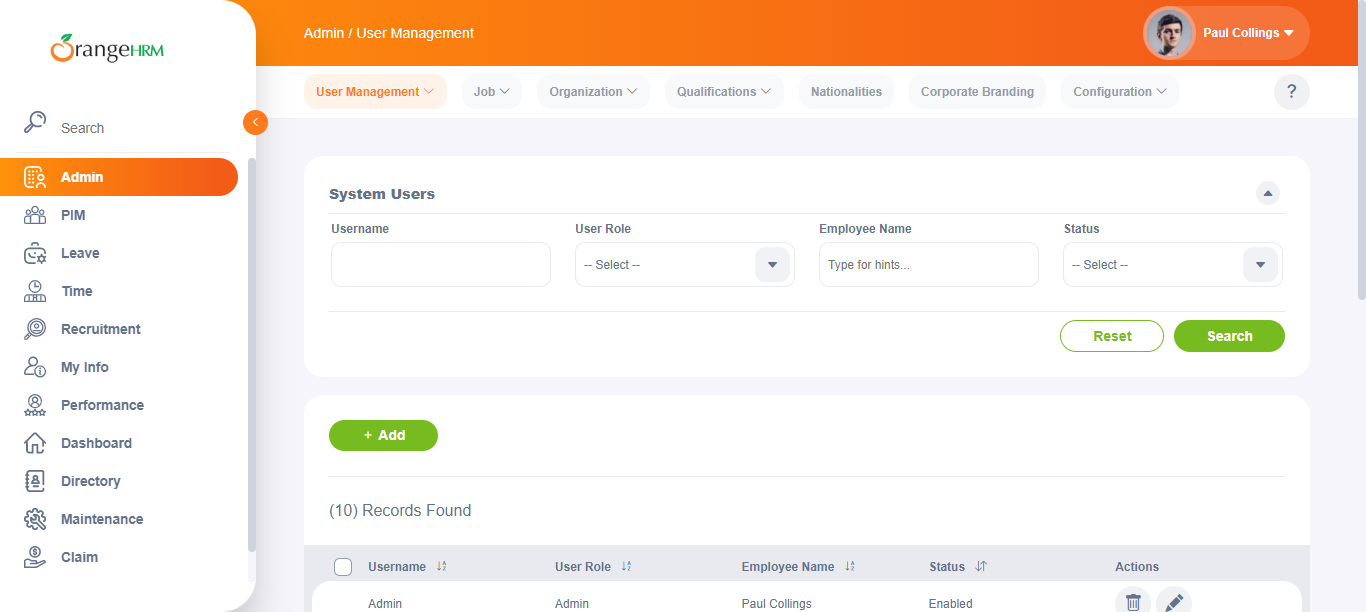 OrangeHRM
Search
Admin
PIM
Leave
Time
Recruitment
My Info
Performance
Dashboard
Directory
Maintenance
Claim
Admin / User Management
Paul Collings
User Management
Job
Organization
Qualifications
Nationalities
Corporate Branding
Configuration
?
System Users
Username
User Role
Employee Name
Status
-- Select --
Type for hints...
-- Select --
Reset
Search
+ Add
(10) Records Found
Username
User Role
Employee Name
Status
Actions
Admin
Admin
Paul Collings
Enabled